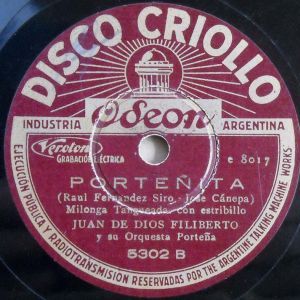 DISCO CRIOLLO
Odeon
INDUSTRIA ARGENTINA
Veroton
GRABACION ELECTRICA
e 8017
PORTEÑITA
(Raul Fernandez Siro - Jose Cánepa)
Milonga Tangueada, con estribillo
JUAN DE DIOS FILIBERTO
y su Orquesta Porteña
5302 B
EJECUCION PUBLICA Y RADIOTRANSMISION RESERVADAS POR THE ARGENTINE TALKING MACHINE WORKS